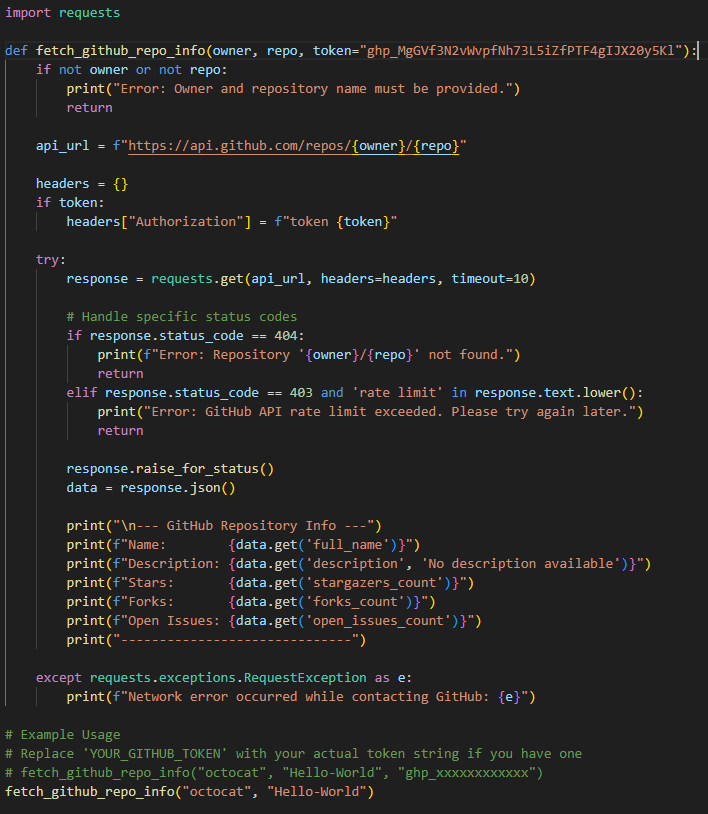 import requests

def fetch_github_repo_info(owner, repo, token="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"):
    if not owner or not repo:
        print("Error: Owner and repository name must be provided.")
        return

    api_url = f"https://api.github.com/repos/{owner}/{repo}"

    headers = {}
    if token:
        headers["Authorization"] = f"token {token}"

    try:
        response = requests.get(api_url, headers=headers, timeout=10)

        # Handle specific status codes
        if response.status_code == 404:
            print(f"Error: Repository '{owner}/{repo}' not found.")
            return
        elif response.status_code == 403 and 'rate limit' in response.text.lower():
            print("Error: GitHub API rate limit exceeded. Please try again later.")
            return

        response.raise_for_status()
        data = response.json()

        print("\n--- GitHub Repository Info ---")
        print(f"Name:        {data.get('full_name')}")
        print(f"Description: {data.get('description', 'No description available')}")
        print(f"Stars:       {data.get('stargazers_count')}")
        print(f"Forks:       {data.get('forks_count')}")
        print(f"Open Issues: {data.get('open_issues_count')}")
        print("------------------------------")

    except requests.exceptions.RequestException as e:
        print(f"Network error occurred while contacting GitHub: {e}")

# Example Usage
# Replace 'YOUR_GITHUB_TOKEN' with your actual token string if you have one
# fetch_github_repo_info("octocat", "Hello-World", "ghp_xxxxxxxxxxxx")
fetch_github_repo_info("octocat", "Hello-World")